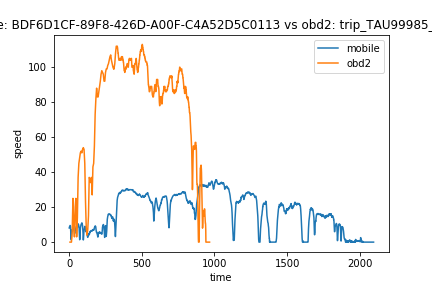 e: BDF6D1CF-89F8-426D-A00F-C4A52D5C0113 vs obd2: trip_TAU99985_
mobile
obd2
100
80
60
40
20
0
speed
0 500 1000 1500 2000
time